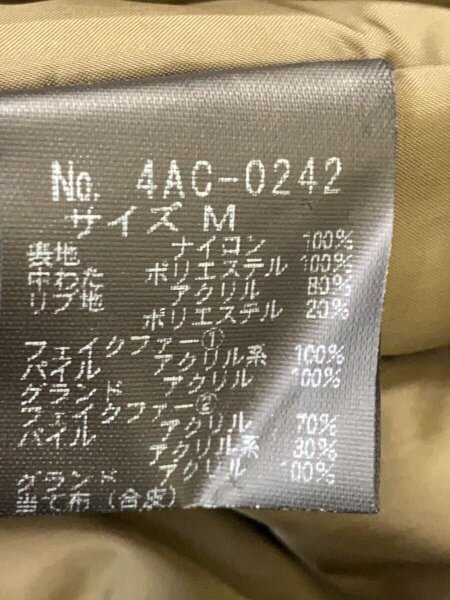 No. 4AC-0242
サイズ M
裏地 ナイロン 100%
中わた ポリエステル 100%
リブ地 アクリル 80%
ポリエステル 20%
フェイクファー①
パイル アクリル系 100%
グランド アクリル 100%
フェイクファー②
パイル アクリル 70%
アクリル系 30%
グランド アクリル 100%
当て布(合皮)